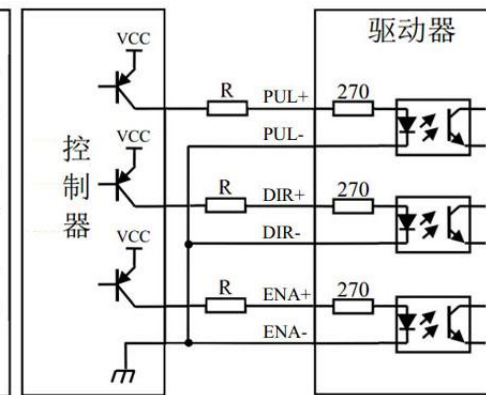 驱动器
VCC
R
PUL+
270
PUL-
控制器
VCC
R
DIR+
270
DIR-
VCC
R
ENA+
270
ENA-